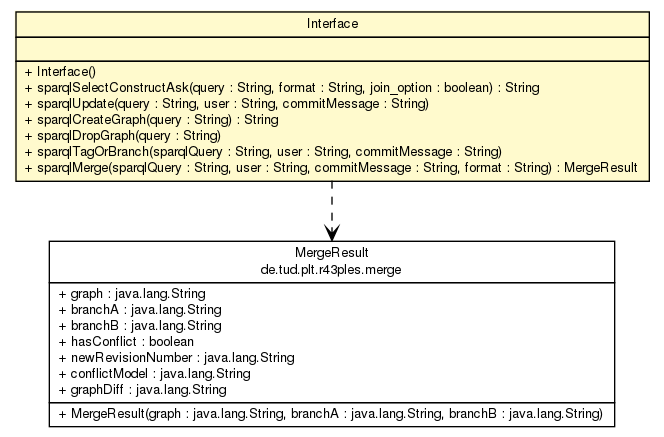 Interface
+ Interface()
+ sparqlSelectConstructAsk(query : String, format : String, join_option : boolean) : String
+ sparqlUpdate(query : String, user : String, commitMessage : String)
+ sparqlCreateGraph(query : String) : String
+ sparqlDropGraph(query : String)
+ sparqlTagOrBranch(sparqlQuery : String, user : String, commitMessage : String)
+ sparqlMerge(sparqlQuery : String, user : String, commitMessage : String, format : String) : MergeResult
MergeResult
de.tud.plt.r43ples.merge
+ graph : java.lang.String
+ branchA : java.lang.String
+ branchB : java.lang.String
+ hasConflict : boolean
+ newRevisionNumber : java.lang.String
+ conflictModel : java.lang.String
+ graphDiff : java.lang.String
+ MergeResult(graph : java.lang.String, branchA : java.lang.String, branchB : java.lang.String)